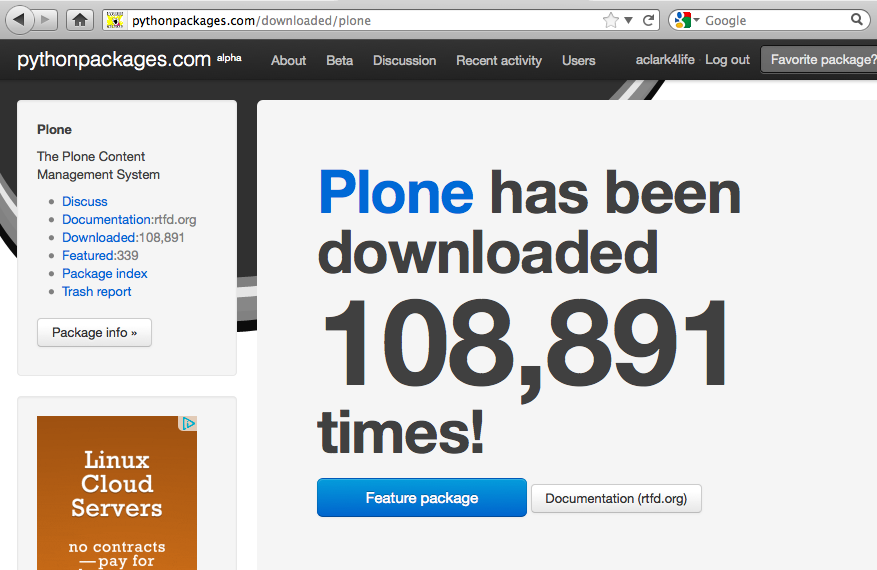 pythonpackages.com/downloaded/plone
Google
pythonpackages.com alpha
About Beta Discussion Recent activity Users aclark4life Log out Favorite package?
Plone
The Plone Content
Management System
Discuss
Documentation:rtfd.org
Downloaded:108,891
Featured:339
Package index
Trash report
Package info »
Plone has been
downloaded
108,891
times!
Feature package Documentation (rtfd.org)
Linux
Cloud
Servers
no contracts
—pay for